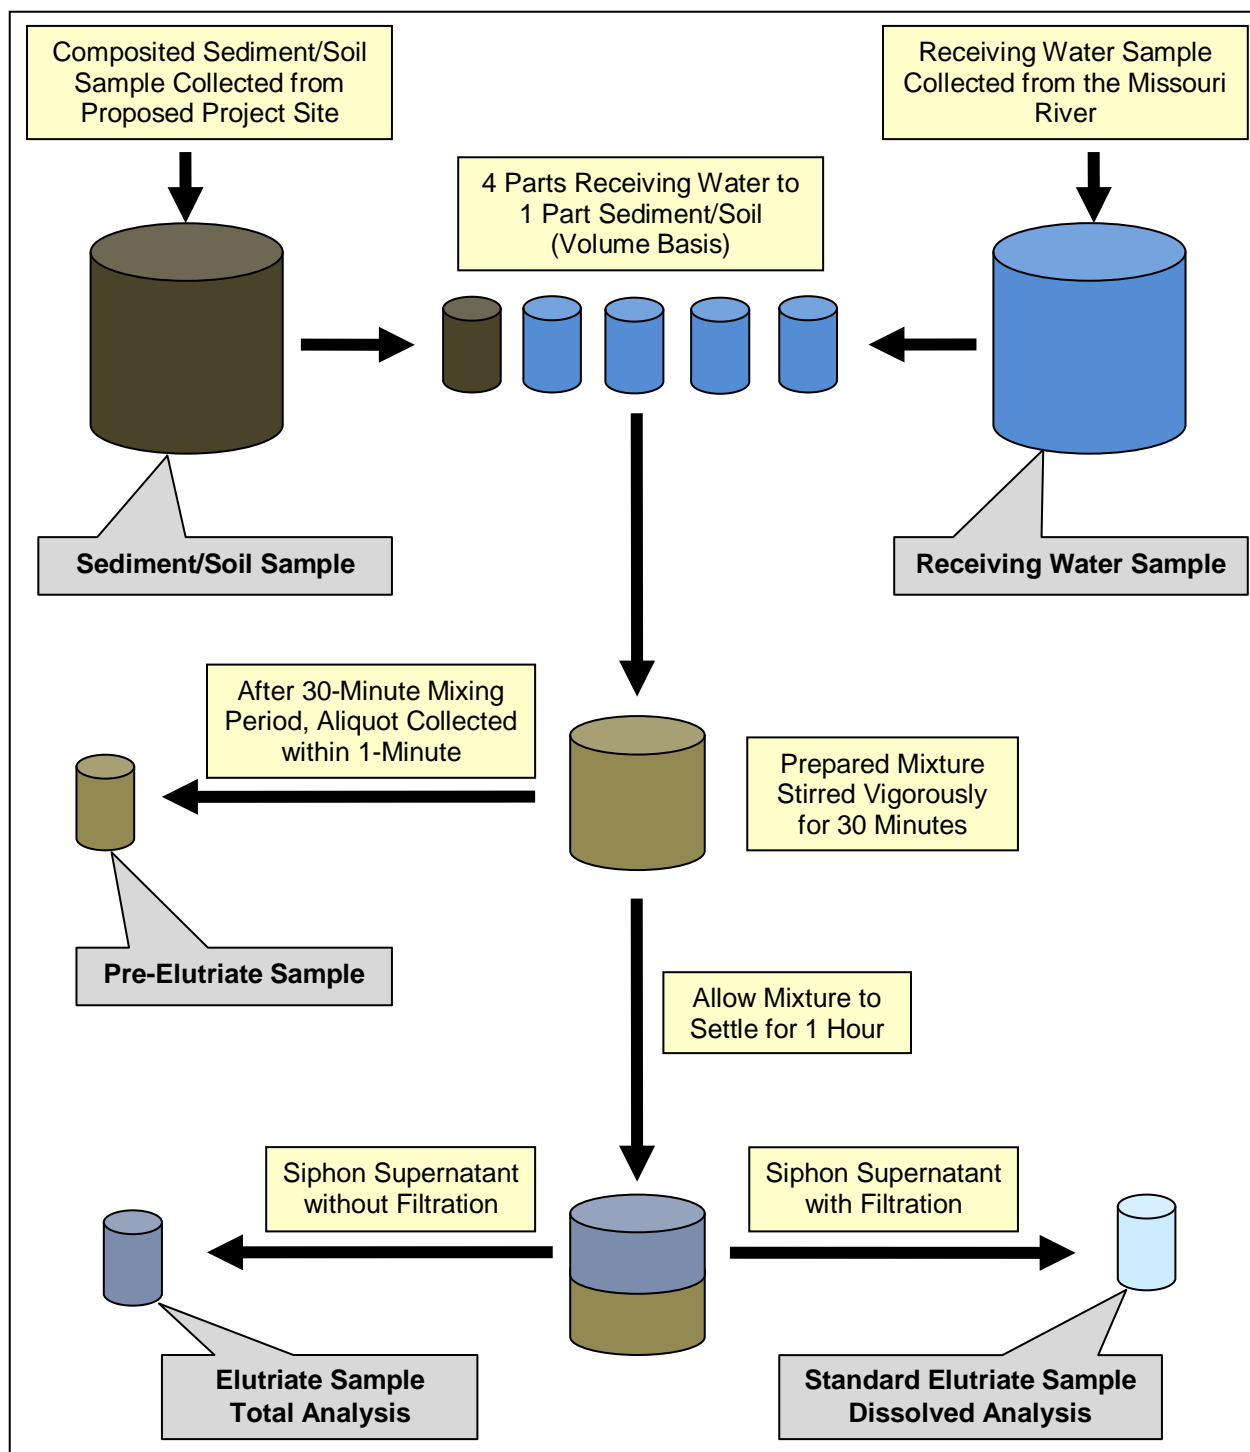 Composited Sediment/Soil
Sample Collected from
Proposed Project Site
Receiving Water Sample
Collected from the Missouri
River
4 Parts Receiving Water to
1 Part Sediment/Soil
(Volume Basis)
Sediment/Soil Sample
Receiving Water Sample
After 30-Minute Mixing
Period, Aliquot Collected
within 1-Minute
Prepared Mixture
Stirred Vigorously
for 30 Minutes
Pre-Elutriate Sample
Allow Mixture to
Settle for 1 Hour
Siphon Supernatant
without Filtration
Siphon Supernatant
with Filtration
Elutriate Sample
Total Analysis
Standard Elutriate Sample
Dissolved Analysis